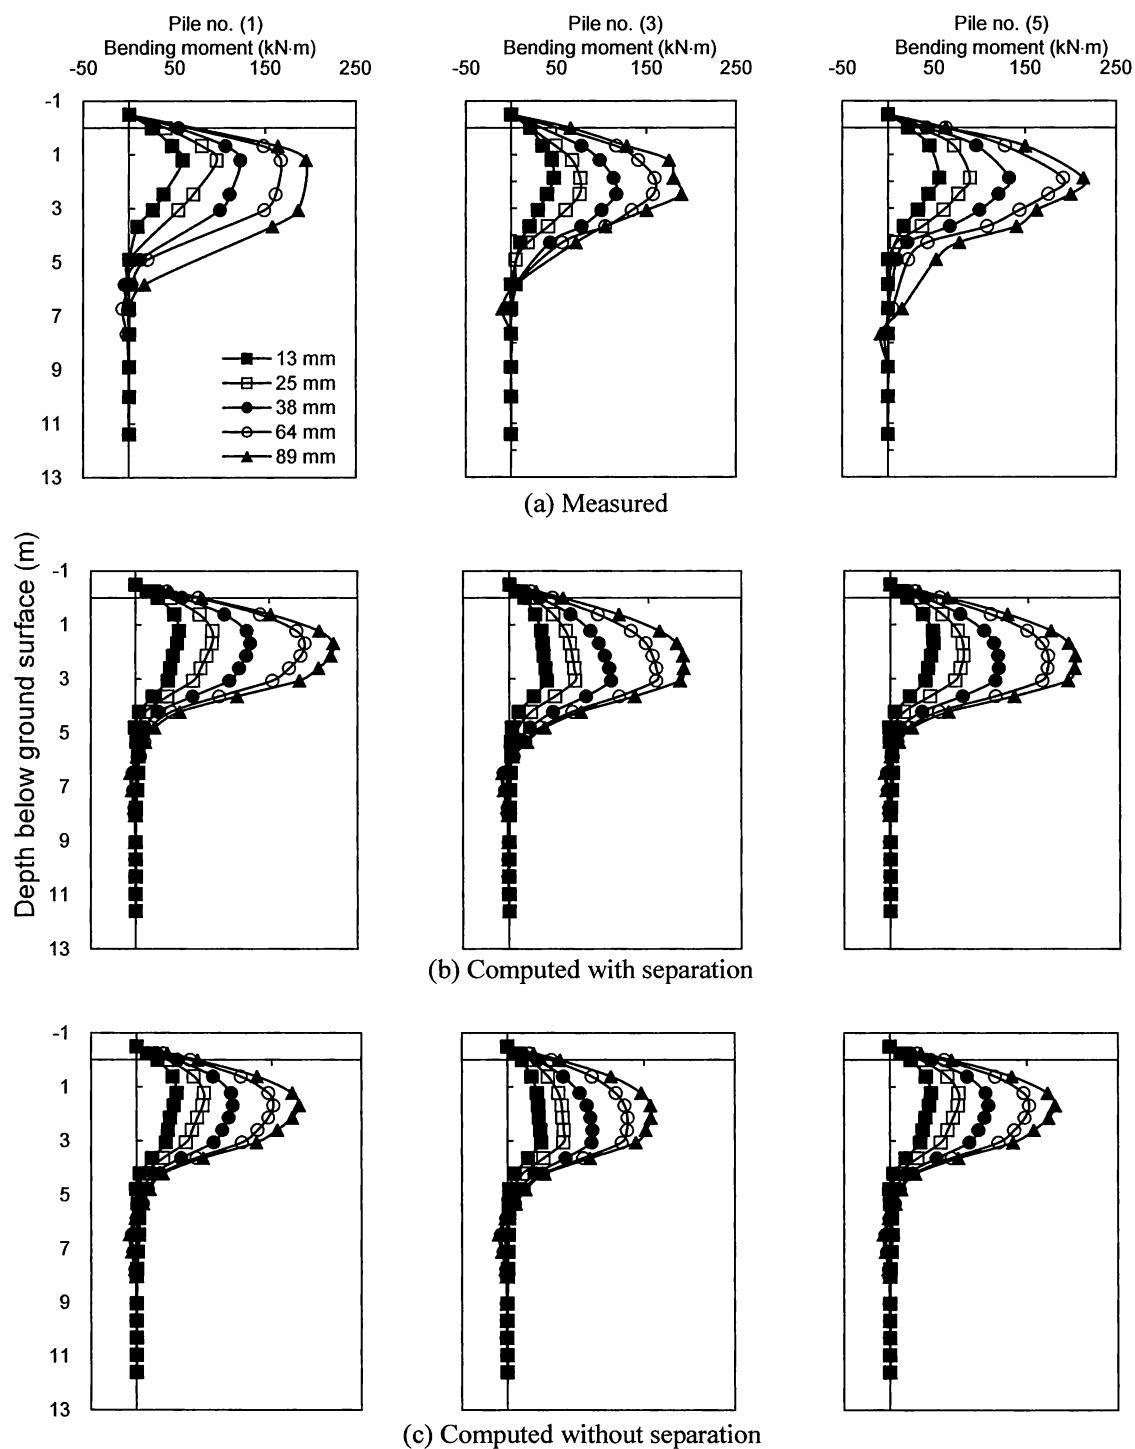 Pile no. (1)
Bending moment (kN·m)
-50 50 150 250
Pile no. (3)
Bending moment (kN·m)
-50 50 150 250
Pile no. (5)
Bending moment (kN·m)
-50 50 150 250
-1
1
3
5
7
9
11
13
13 mm
25 mm
38 mm
64 mm
89 mm
(a) Measured
Depth below ground surface (m)
-1
1
3
5
7
9
11
13
(b) Computed with separation
-1
1
3
5
7
9
11
13
(c) Computed without separation